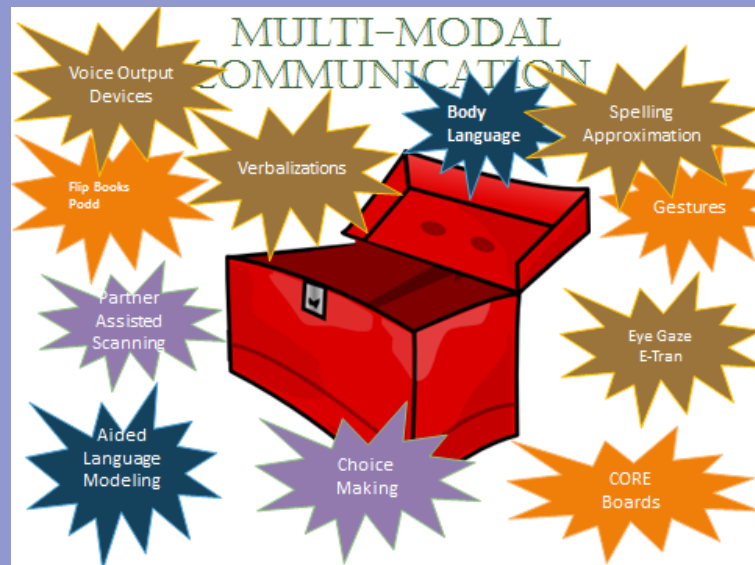 MULTI-MODAL
COMMUNICATION
Voice Output
Devices
Body
Language
Spelling
Approximation
Verbalizations
Flip Books
Podd
Gestures
Partner
Assisted
Scanning
Eye Gaze
E-Tran
Aided
Language
Modeling
Choice
Making
CORE
Boards